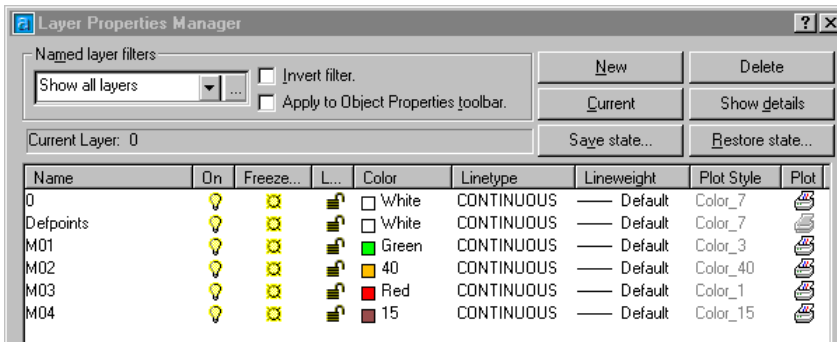 Layer Properties Manager
Named layer filters
Show all layers
...
Invert filter.
Apply to Object Properties toolbar.
New
Delete
Current
Show details
Current Layer: 0
Save state...
Restore state...
Name On Freeze... L... Color Linetype Lineweight Plot Style Plot
0 White CONTINUOUS Default Color_7
Defpoints White CONTINUOUS Default Color_7
M01 Green CONTINUOUS Default Color_3
M02 40 CONTINUOUS Default Color_40
M03 Red CONTINUOUS Default Color_1
M04 15 CONTINUOUS Default Color_15